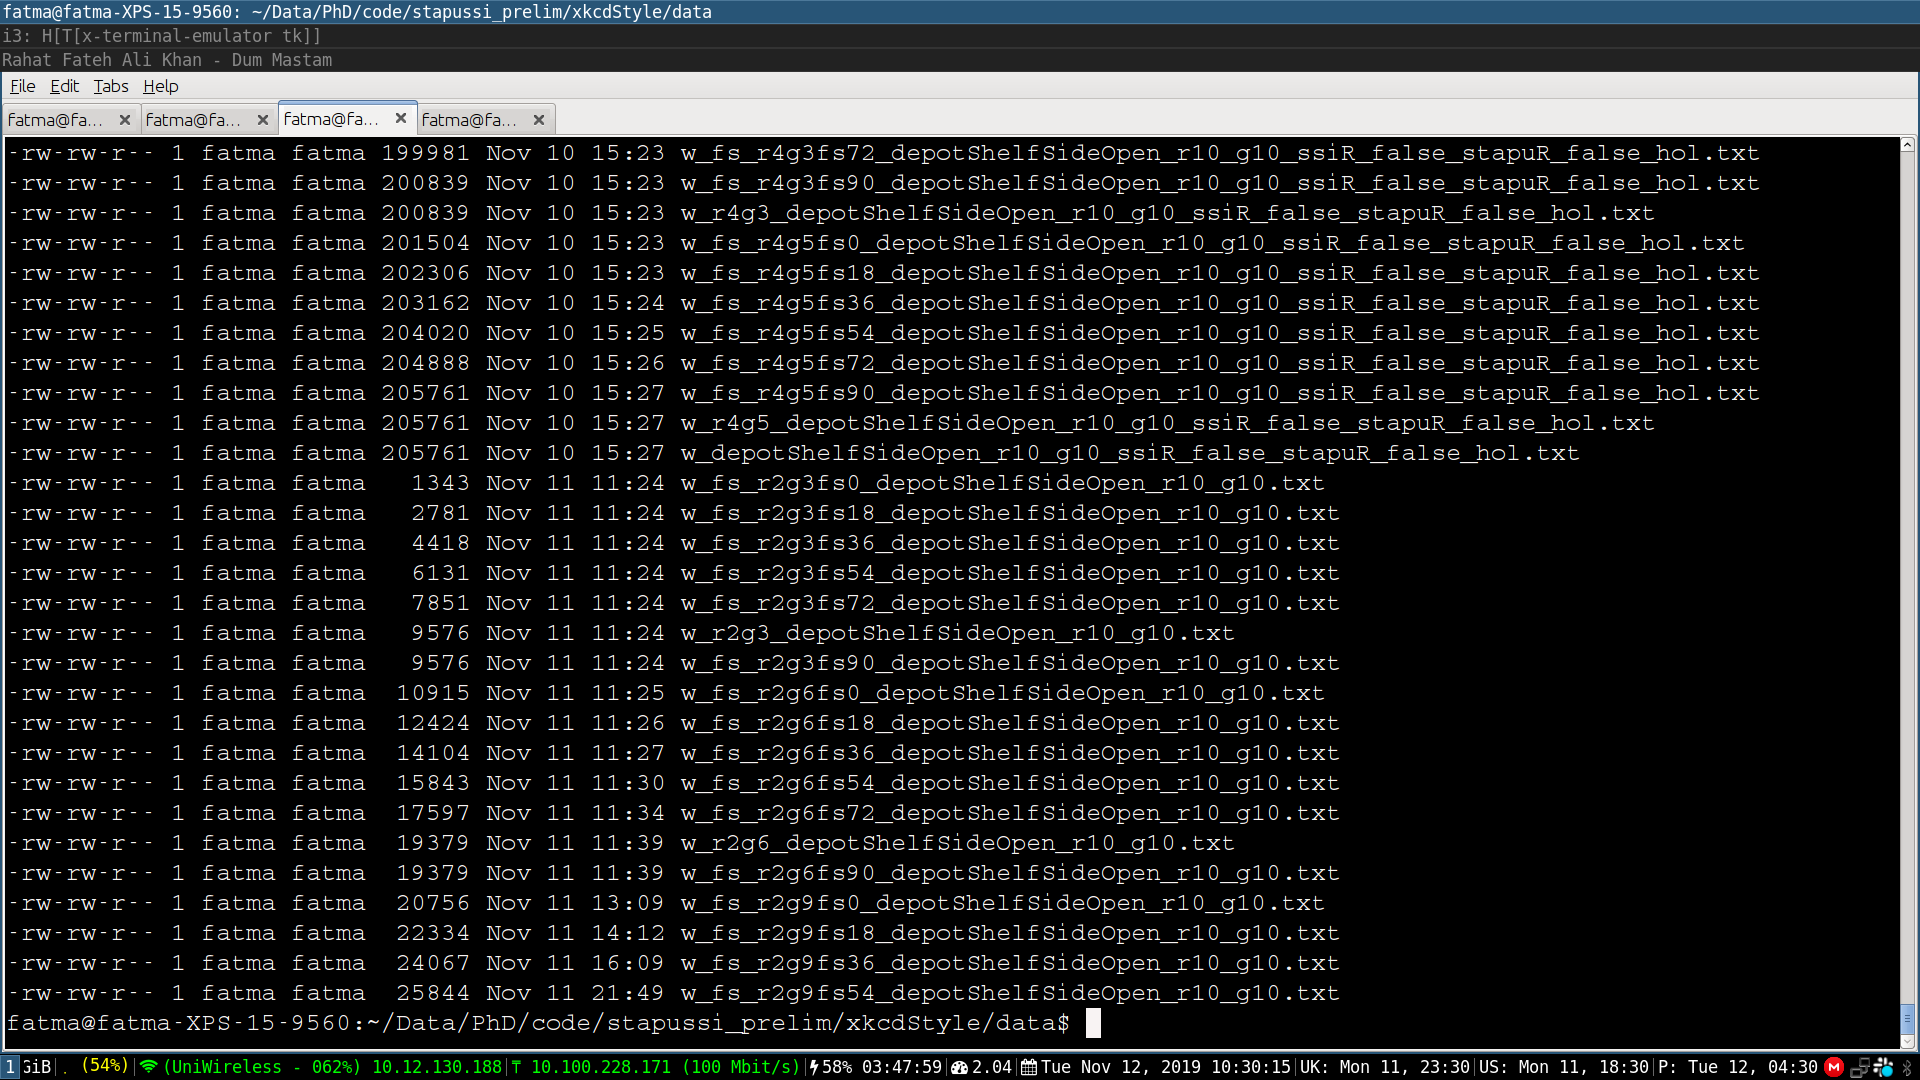 fatma@fatma-XPS-15-9560: ~/Data/PhD/code/stapussi_prelim/xkcdStyle/data
i3: H[T[x-terminal-emulator tk]]
Rahat Fateh Ali Khan - Dum Mastam
File Edit Tabs Help
fatma@fa... fatma@fa... fatma@fa... fatma@fa...
-rw-rw-r-- 1 fatma fatma 199981 Nov 10 15:23 w_fs_r4g3fs72_depotShelfSideOpen_r10_g10_ssiR_false_stapuR_false_hol.txt
-rw-rw-r-- 1 fatma fatma 200839 Nov 10 15:23 w_fs_r4g3fs90_depotShelfSideOpen_r10_g10_ssiR_false_stapuR_false_hol.txt
-rw-rw-r-- 1 fatma fatma 200839 Nov 10 15:23 w_r4g3_depotShelfSideOpen_r10_g10_ssiR_false_stapuR_false_hol.txt
-rw-rw-r-- 1 fatma fatma 201504 Nov 10 15:23 w_fs_r4g5fs0_depotShelfSideOpen_r10_g10_ssiR_false_stapuR_false_hol.txt
-rw-rw-r-- 1 fatma fatma 202306 Nov 10 15:23 w_fs_r4g5fs18_depotShelfSideOpen_r10_g10_ssiR_false_stapuR_false_hol.txt
-rw-rw-r-- 1 fatma fatma 203162 Nov 10 15:24 w_fs_r4g5fs36_depotShelfSideOpen_r10_g10_ssiR_false_stapuR_false_hol.txt
-rw-rw-r-- 1 fatma fatma 204020 Nov 10 15:25 w_fs_r4g5fs54_depotShelfSideOpen_r10_g10_ssiR_false_stapuR_false_hol.txt
-rw-rw-r-- 1 fatma fatma 204888 Nov 10 15:26 w_fs_r4g5fs72_depotShelfSideOpen_r10_g10_ssiR_false_stapuR_false_hol.txt
-rw-rw-r-- 1 fatma fatma 205761 Nov 10 15:27 w_fs_r4g5fs90_depotShelfSideOpen_r10_g10_ssiR_false_stapuR_false_hol.txt
-rw-rw-r-- 1 fatma fatma 205761 Nov 10 15:27 w_r4g5_depotShelfSideOpen_r10_g10_ssiR_false_stapuR_false_hol.txt
-rw-rw-r-- 1 fatma fatma 205761 Nov 10 15:27 w_depotShelfSideOpen_r10_g10_ssiR_false_stapuR_false_hol.txt
-rw-rw-r-- 1 fatma fatma 1343 Nov 11 11:24 w_fs_r2g3fs0_depotShelfSideOpen_r10_g10.txt
-rw-rw-r-- 1 fatma fatma 2781 Nov 11 11:24 w_fs_r2g3fs18_depotShelfSideOpen_r10_g10.txt
-rw-rw-r-- 1 fatma fatma 4418 Nov 11 11:24 w_fs_r2g3fs36_depotShelfSideOpen_r10_g10.txt
-rw-rw-r-- 1 fatma fatma 6131 Nov 11 11:24 w_fs_r2g3fs54_depotShelfSideOpen_r10_g10.txt
-rw-rw-r-- 1 fatma fatma 7851 Nov 11 11:24 w_fs_r2g3fs72_depotShelfSideOpen_r10_g10.txt
-rw-rw-r-- 1 fatma fatma 9576 Nov 11 11:24 w_r2g3_depotShelfSideOpen_r10_g10.txt
-rw-rw-r-- 1 fatma fatma 9576 Nov 11 11:24 w_fs_r2g3fs90_depotShelfSideOpen_r10_g10.txt
-rw-rw-r-- 1 fatma fatma 10915 Nov 11 11:25 w_fs_r2g6fs0_depotShelfSideOpen_r10_g10.txt
-rw-rw-r-- 1 fatma fatma 12424 Nov 11 11:26 w_fs_r2g6fs18_depotShelfSideOpen_r10_g10.txt
-rw-rw-r-- 1 fatma fatma 14104 Nov 11 11:27 w_fs_r2g6fs36_depotShelfSideOpen_r10_g10.txt
-rw-rw-r-- 1 fatma fatma 15843 Nov 11 11:30 w_fs_r2g6fs54_depotShelfSideOpen_r10_g10.txt
-rw-rw-r-- 1 fatma fatma 17597 Nov 11 11:34 w_fs_r2g6fs72_depotShelfSideOpen_r10_g10.txt
-rw-rw-r-- 1 fatma fatma 19379 Nov 11 11:39 w_r2g6_depotShelfSideOpen_r10_g10.txt
-rw-rw-r-- 1 fatma fatma 19379 Nov 11 11:39 w_fs_r2g6fs90_depotShelfSideOpen_r10_g10.txt
-rw-rw-r-- 1 fatma fatma 20756 Nov 11 13:09 w_fs_r2g9fs0_depotShelfSideOpen_r10_g10.txt
-rw-rw-r-- 1 fatma fatma 22334 Nov 11 14:12 w_fs_r2g9fs18_depotShelfSideOpen_r10_g10.txt
-rw-rw-r-- 1 fatma fatma 24067 Nov 11 16:09 w_fs_r2g9fs36_depotShelfSideOpen_r10_g10.txt
-rw-rw-r-- 1 fatma fatma 25844 Nov 11 21:49 w_fs_r2g9fs54_depotShelfSideOpen_r10_g10.txt
fatma@fatma-XPS-15-9560:~/Data/PhD/code/stapussi_prelim/xkcdStyle/data$
1 GiB|. (54%)|(UniWireless - 062%) 10.12.130.188|₸ 10.100.228.171 (100 Mbit/s)|58% 03:47:59|2.04|Tue Nov 12, 2019 10:30:15|UK: Mon 11, 23:30|US: Mon 11, 18:30|P: Tue 12, 04:30 M